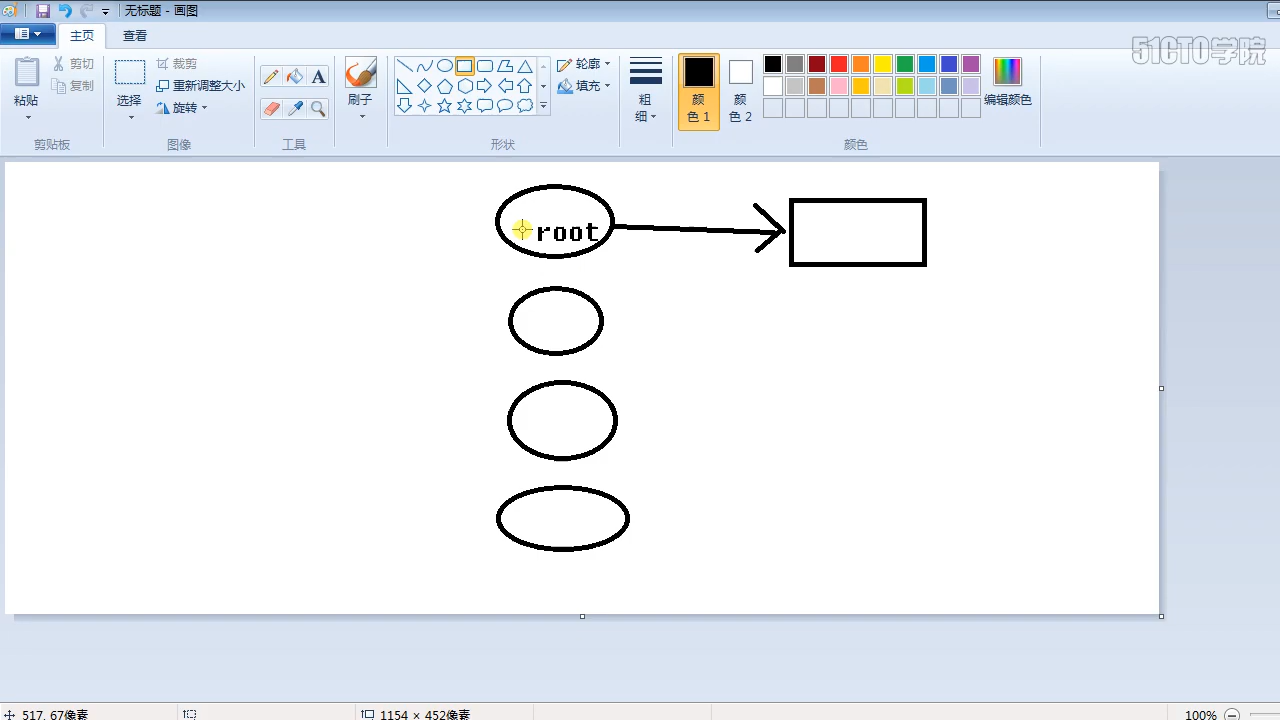 无标题 - 画图
主页
查看
51CTO学院
粘贴
剪切
复制
剪贴板
选择
裁剪
重新调整大小
旋转
图像
A
工具
刷子
轮廓
填充
形状
粗
细
颜
色 1
颜
色 2
编辑颜色
颜色
root
517, 67像素
1154 × 452像素
100%